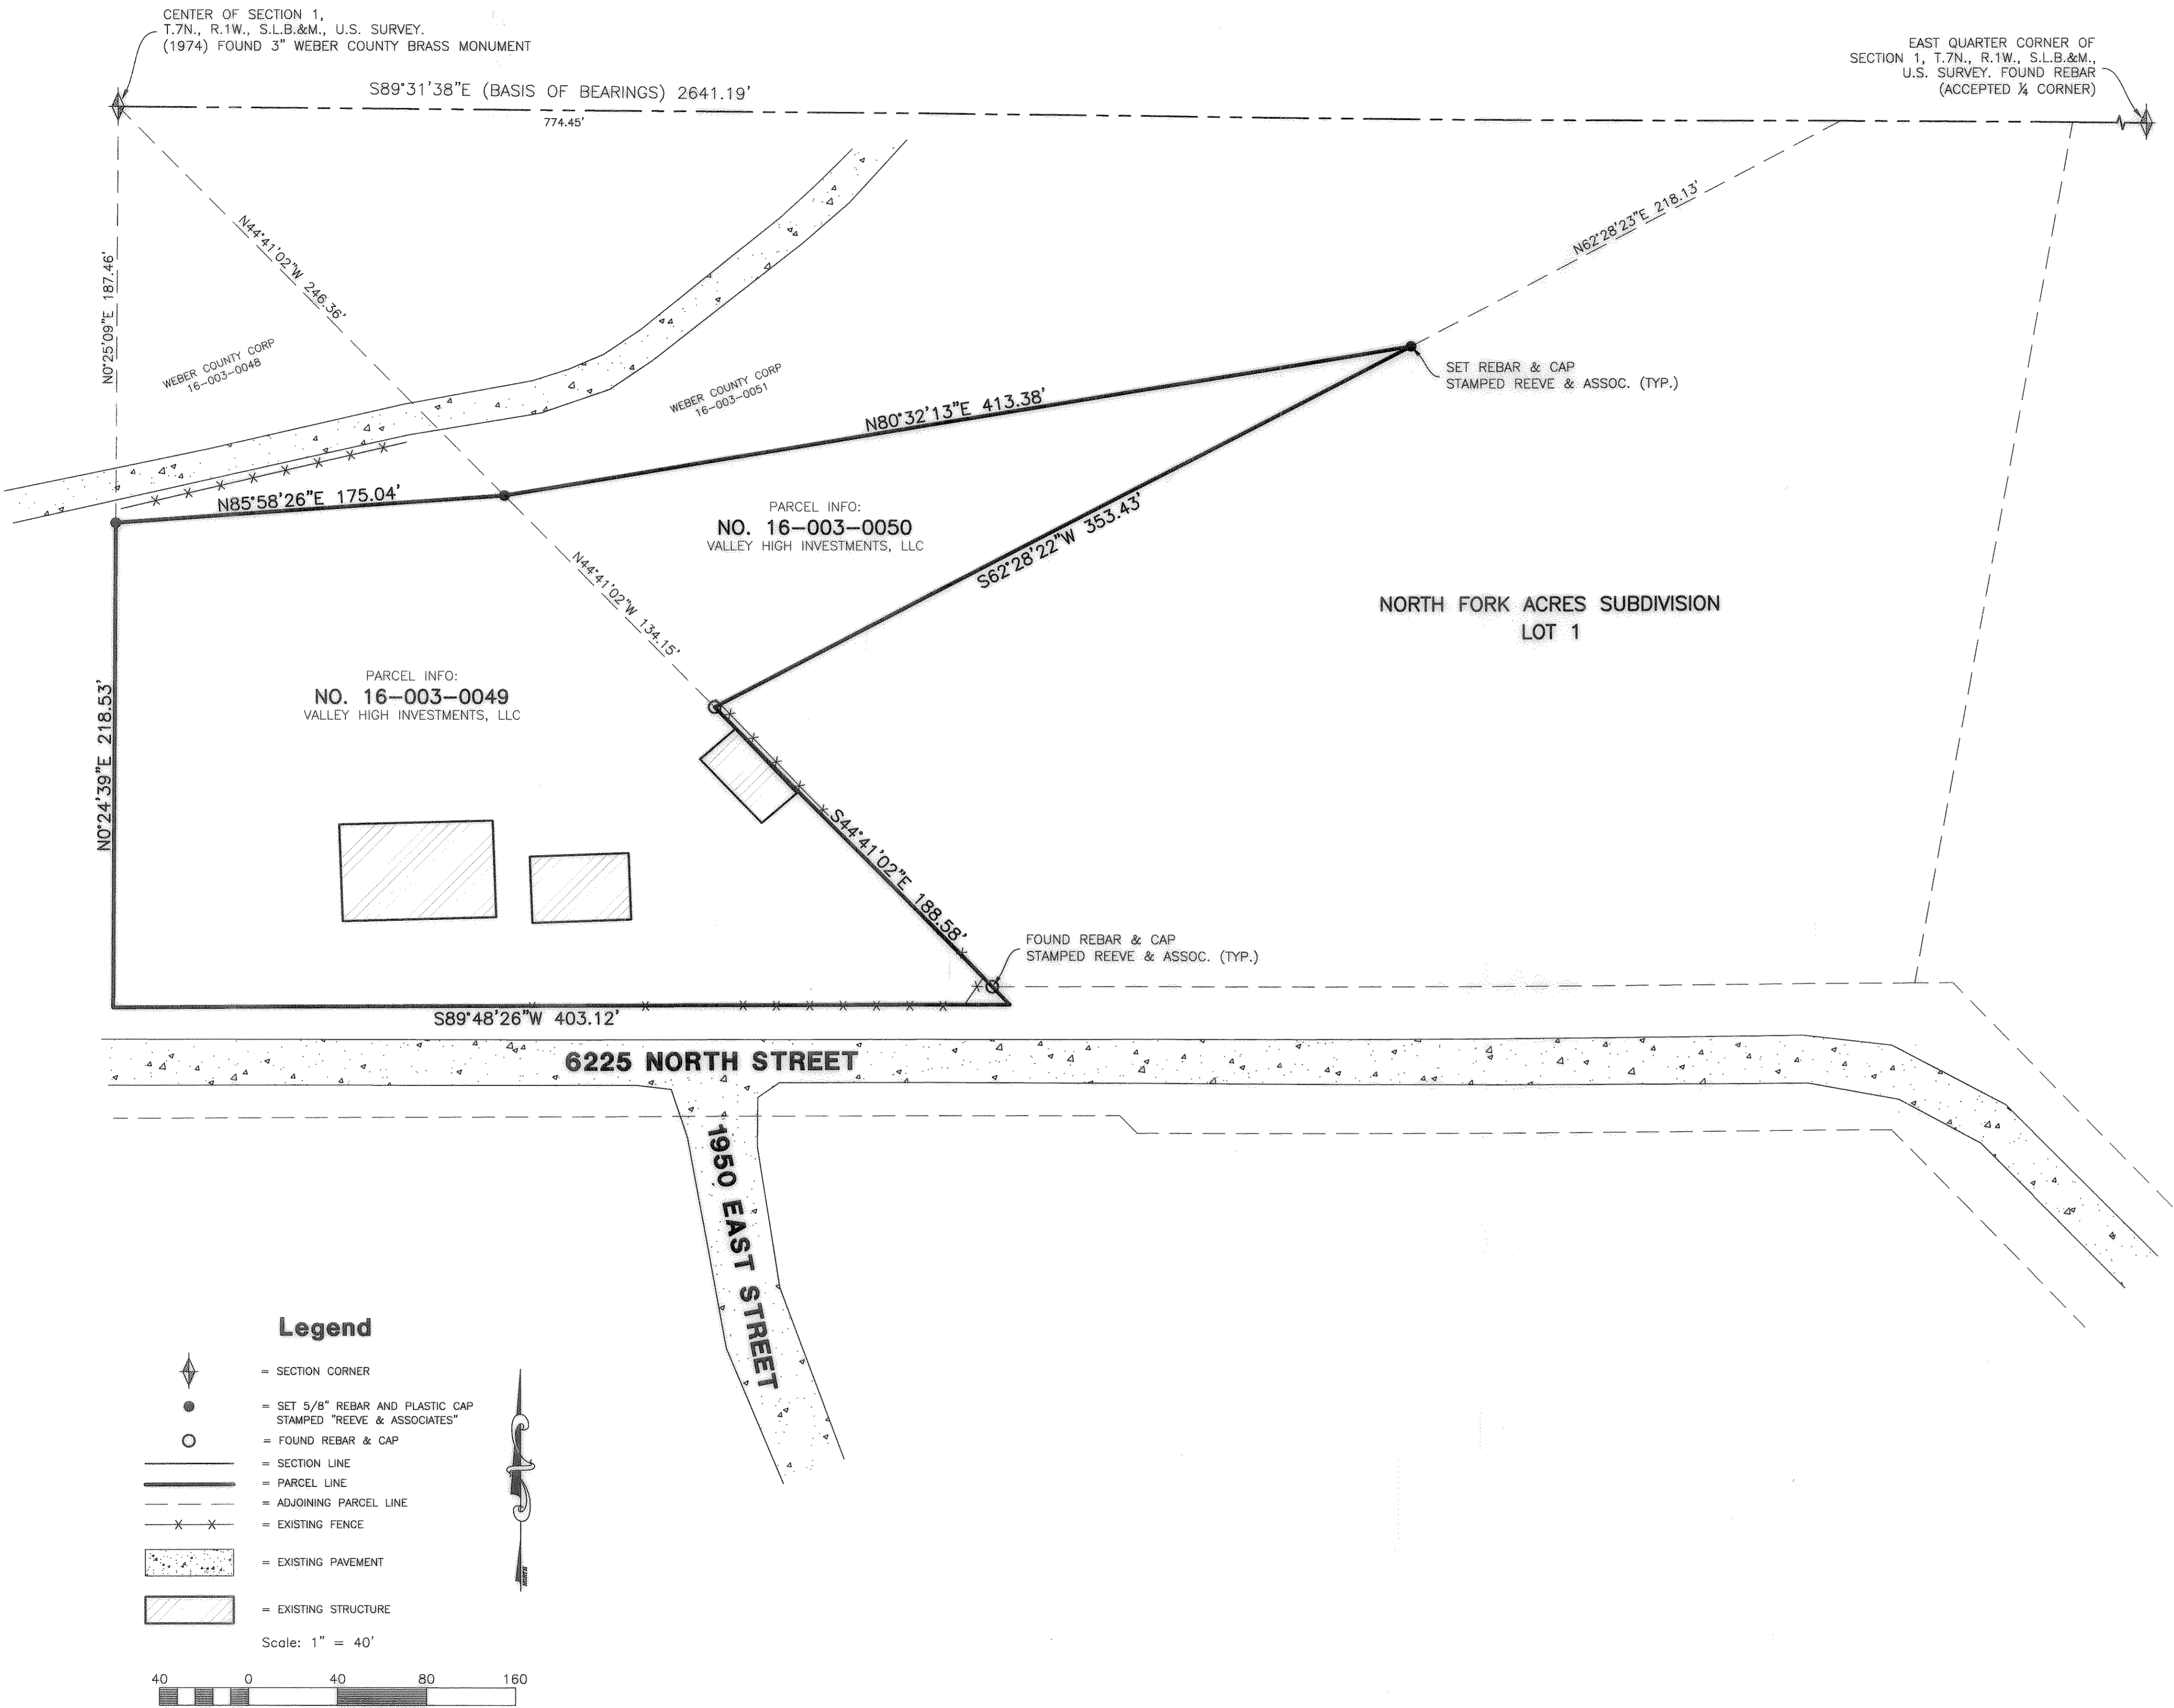 CENTER OF SECTION 1,
T.7N., R.1W., S.L.B.&M., U.S. SURVEY.
(1974) FOUND 3" WEBER COUNTY BRASS MONUMENT
EAST QUARTER CORNER OF
SECTION 1, T.7N., R.1W., S.L.B.&M.,
U.S. SURVEY. FOUND REBAR
(ACCEPTED ¼ CORNER)
S89°31'38"E (BASIS OF BEARINGS) 2641.19'
774.45'
N0°25'09"E 187.46'
N44°41'02"W 246.36'
N62°28'23"E 218.13'
WEBER COUNTY CORP
16-003-0048
WEBER COUNTY CORP
16-003-0051
SET REBAR & CAP
STAMPED REEVE & ASSOC. (TYP.)
N80°32'13"E 413.38'
N85°58'26"E 175.04'
PARCEL INFO:
NO. 16-003-0050
VALLEY HIGH INVESTMENTS, LLC
S62°28'22"W 353.43'
N44°41'02"W 134.15'
NORTH FORK ACRES SUBDIVISION
LOT 1
PARCEL INFO:
NO. 16-003-0049
VALLEY HIGH INVESTMENTS, LLC
N0°24'39"E 218.53'
S44°41'02"E 188.58'
FOUND REBAR & CAP
STAMPED REEVE & ASSOC. (TYP.)
S89°48'26"W 403.12'
6225 NORTH STREET
1950 EAST STREET
Legend
= SECTION CORNER
= SET 5/8" REBAR AND PLASTIC CAP
STAMPED "REEVE & ASSOCIATES"
= FOUND REBAR & CAP
= SECTION LINE
= PARCEL LINE
= ADJOINING PARCEL LINE
= EXISTING FENCE
= EXISTING PAVEMENT
= EXISTING STRUCTURE
NORTH
Scale: 1" = 40'
40 0 40 80 160